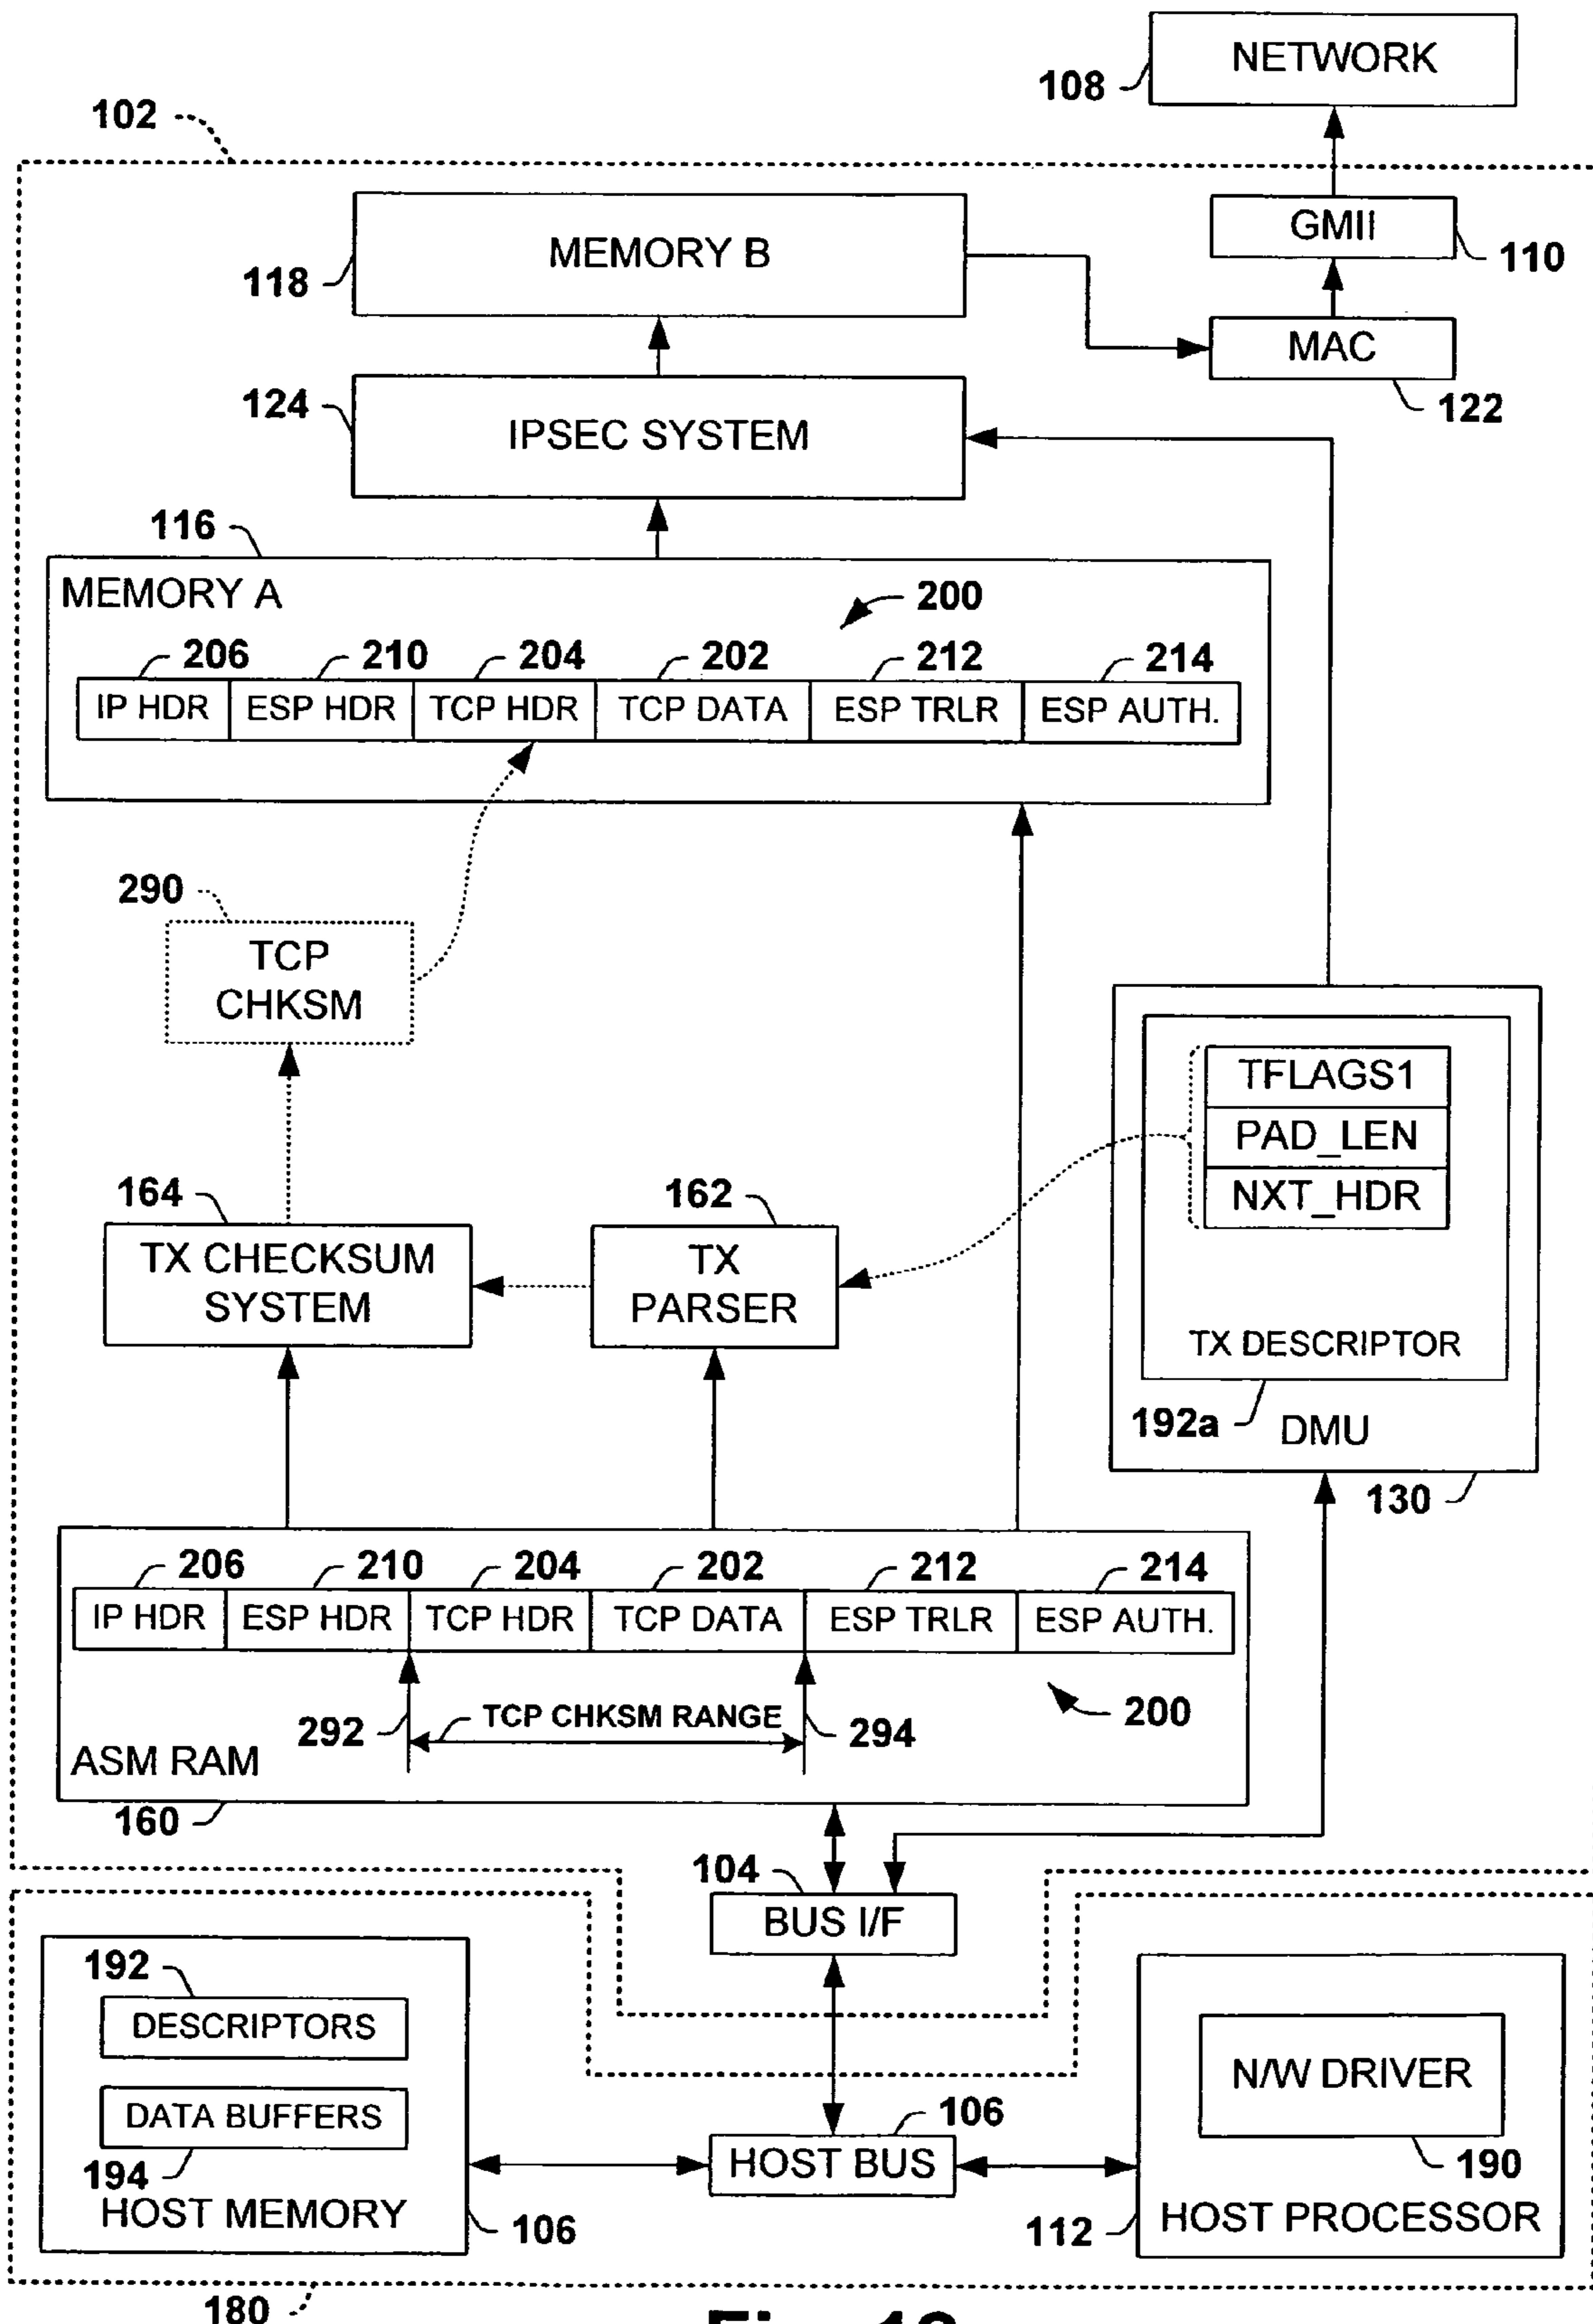 NETWORK
108
102
GMII
110
MEMORY B
118
MAC
122
124
IPSEC SYSTEM
116
MEMORY A
200
206 210 204 202 212 214
IP HDR ESP HDR TCP HDR TCP DATA ESP TRLR ESP AUTH.
290
TCP
CHKSM
TFLAGS1
PAD_LEN
NXT_HDR
TX DESCRIPTOR
192a
DMU
130
164
TX CHECKSUM
SYSTEM
162
TX
PARSER
206 210 204 202 212 214
IP HDR ESP HDR TCP HDR TCP DATA ESP TRLR ESP AUTH.
292
TCP CHKSM RANGE
294
200
ASM RAM
160
104
BUS I/F
192
DESCRIPTORS
DATA BUFFERS
194
HOST MEMORY
106
106
HOST BUS
N/W DRIVER
190
112
HOST PROCESSOR
180